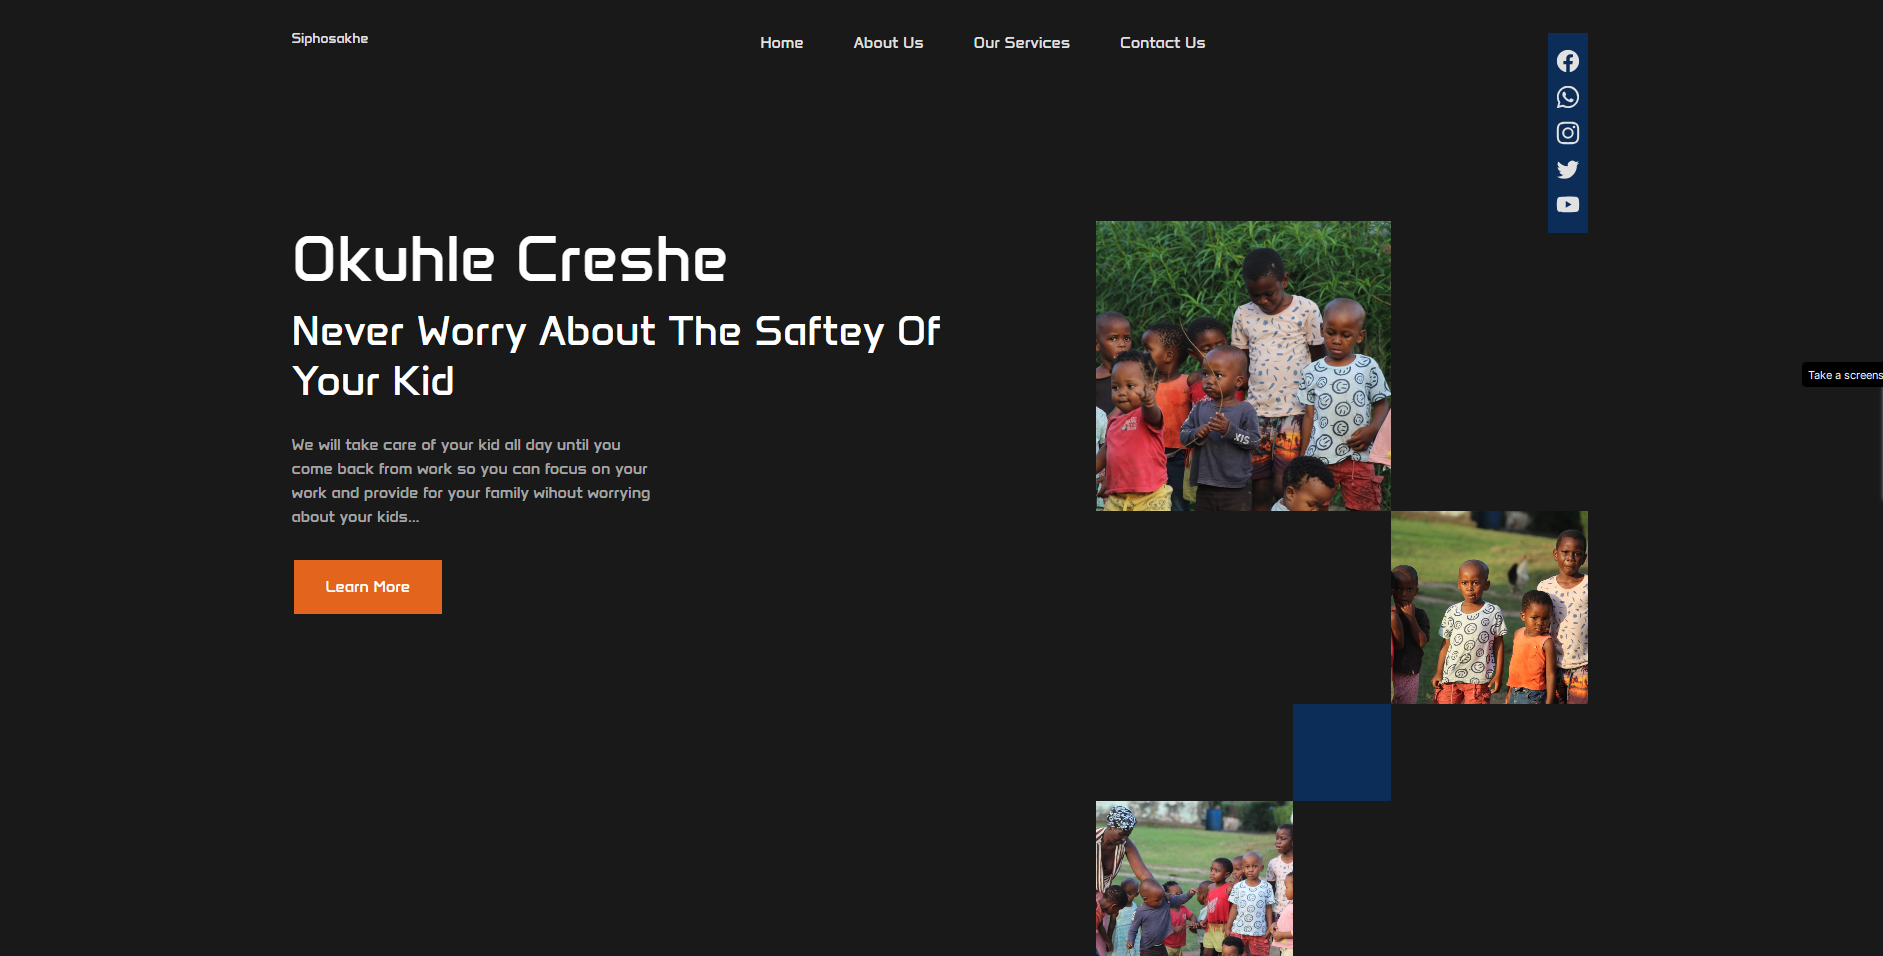 Siphosakhe
Home
About Us
Our Services
Contact Us
Okuhle Creshe
Never Worry About The Saftey Of
Your Kid
We will take care of your kid all day until you
come back from work so you can focus on your
work and provide for your family wihout worrying
about your kids...
Learn More
Take a screens
XIS